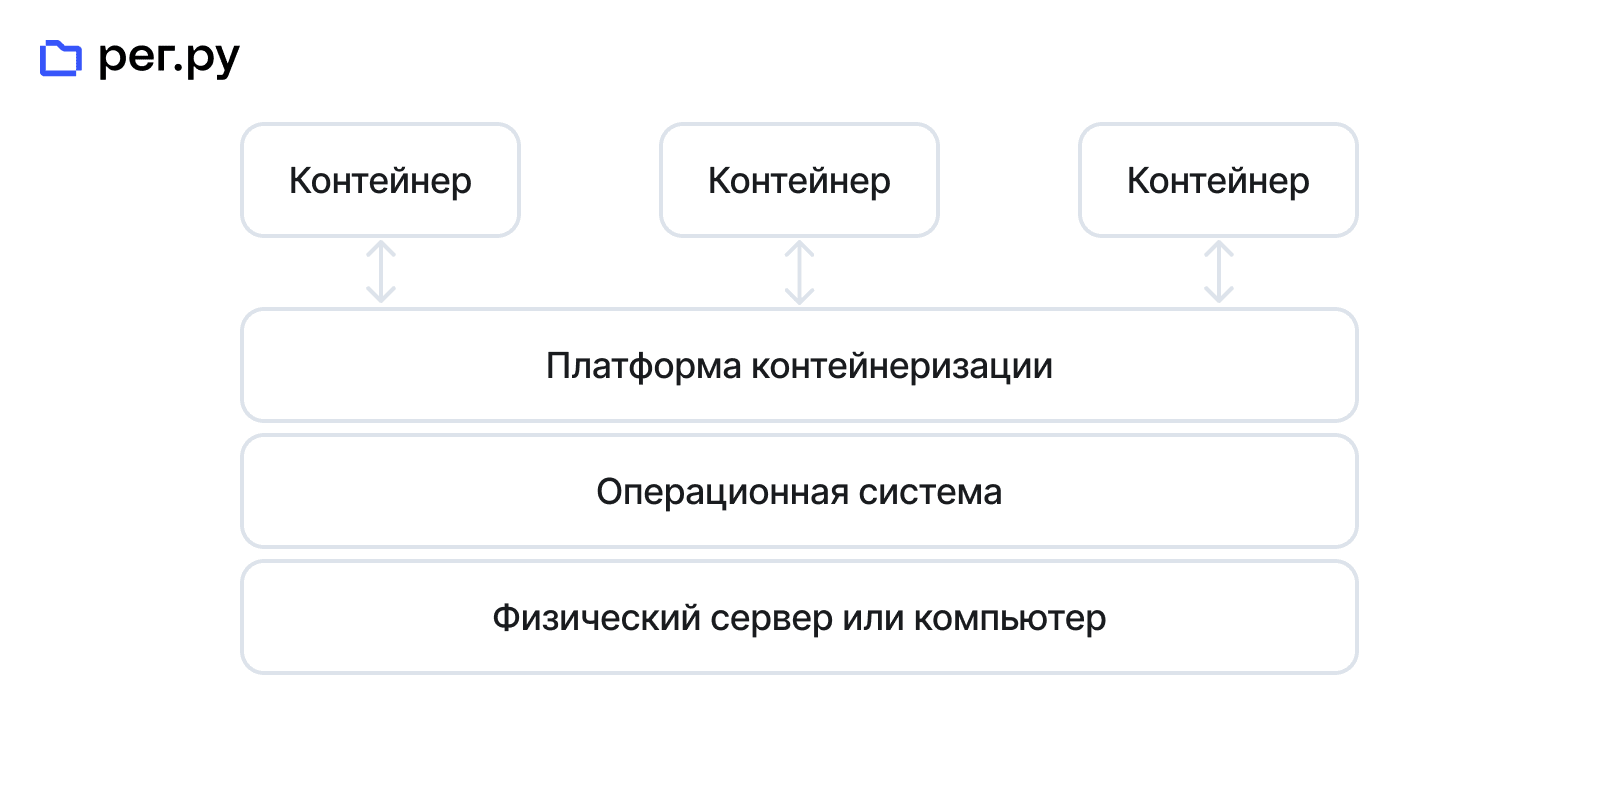 рег.ру
Контейнер Контейнер Контейнер
Платформа контейнеризации
Операционная система
Физический сервер или компьютер